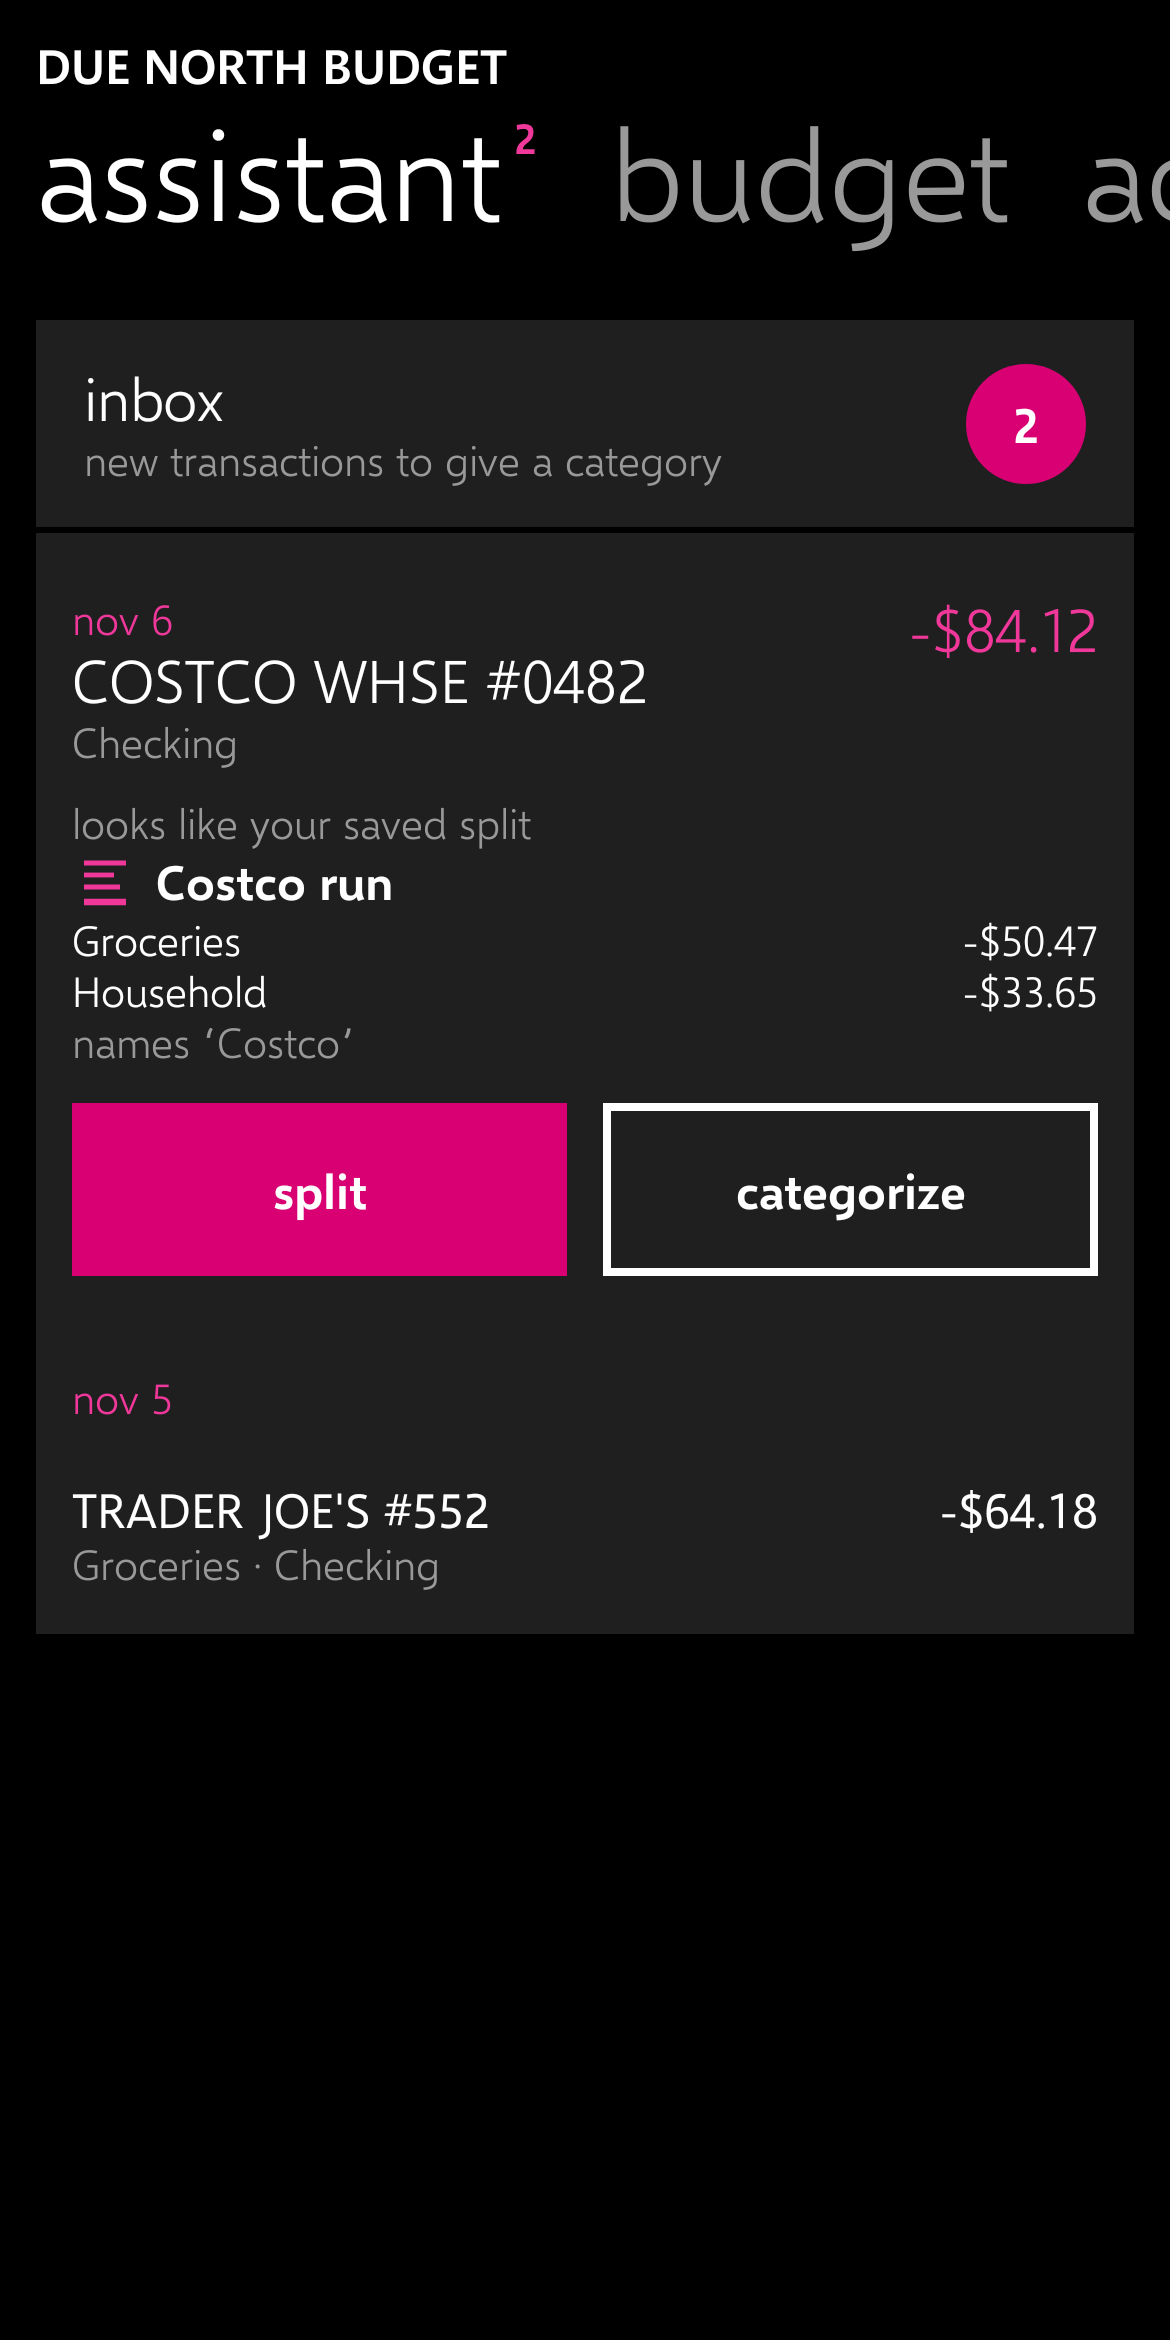 DUE NORTH BUDGET
assistant 2 budget ac
inbox
2
new transactions to give a category
nov 6
-$84.12
COSTCO WHSE #0482
Checking
looks like your saved split
Costco run
Groceries -$50.47
Household -$33.65
names ‘Costco’
split categorize
nov 5
TRADER JOE'S #552 -$64.18
Groceries · Checking